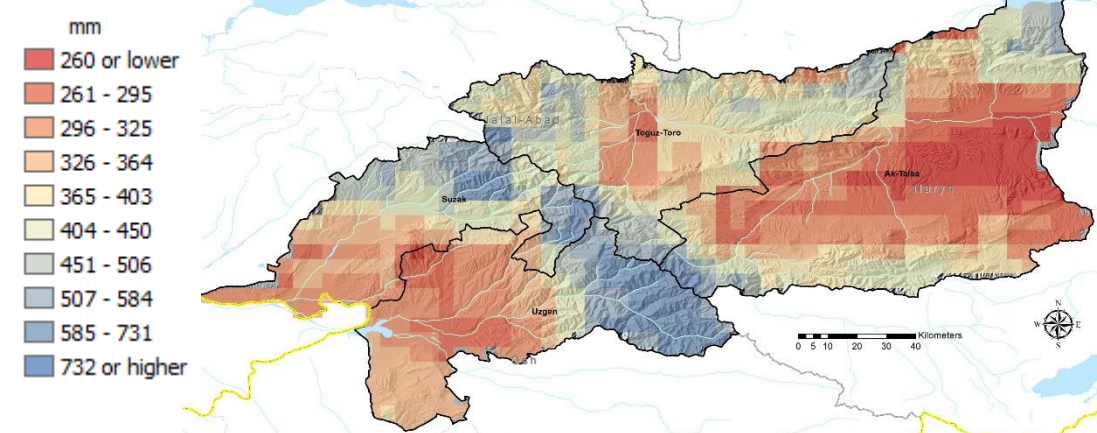 mm
260 or lower
261 - 295
296 - 325
326 - 364
365 - 403
404 - 450
451 - 506
507 - 584
585 - 731
732 or higher
Jalal-Abad
Toguz-Toro
Ak-Talaa
Naryn
Suzak
Uzgen
Osh
N
W E
S
Kilometers
0 5 10 20 30 40